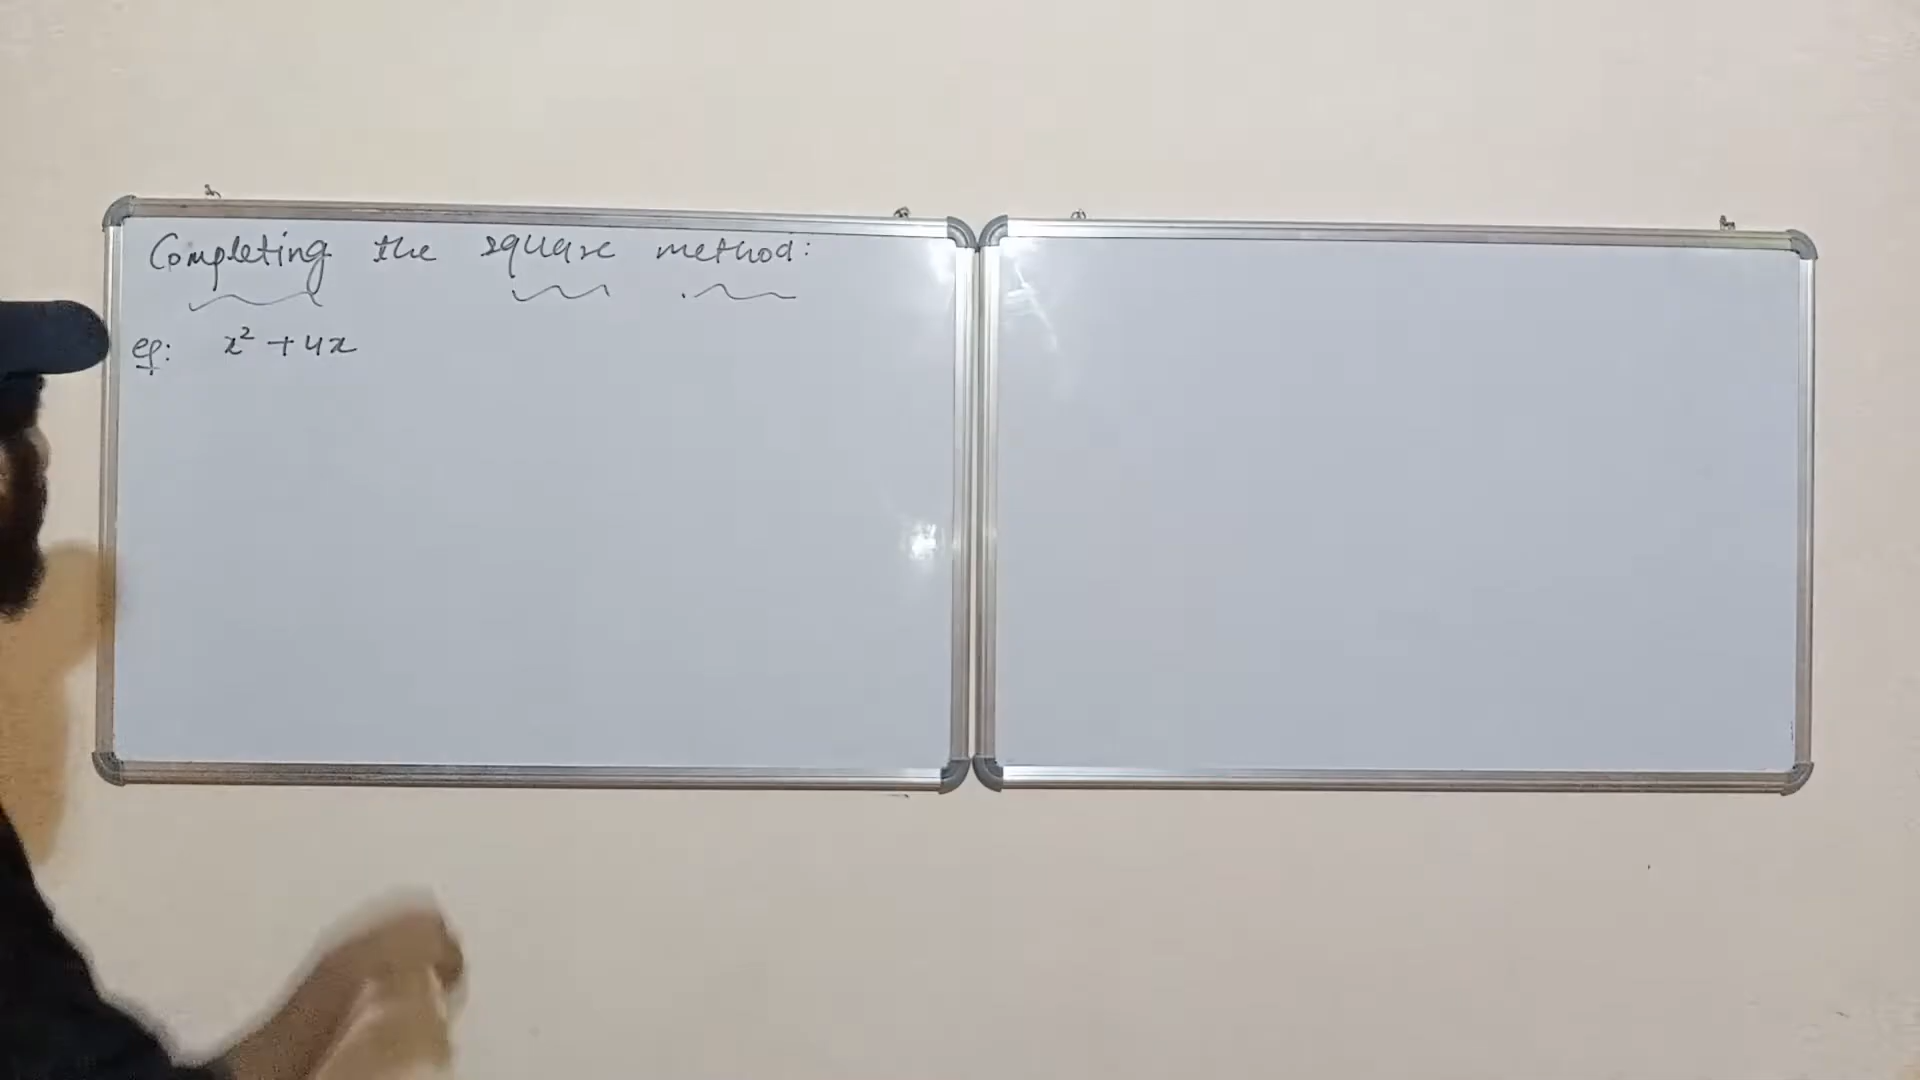 Completing the square method:
eg: x² + 4x